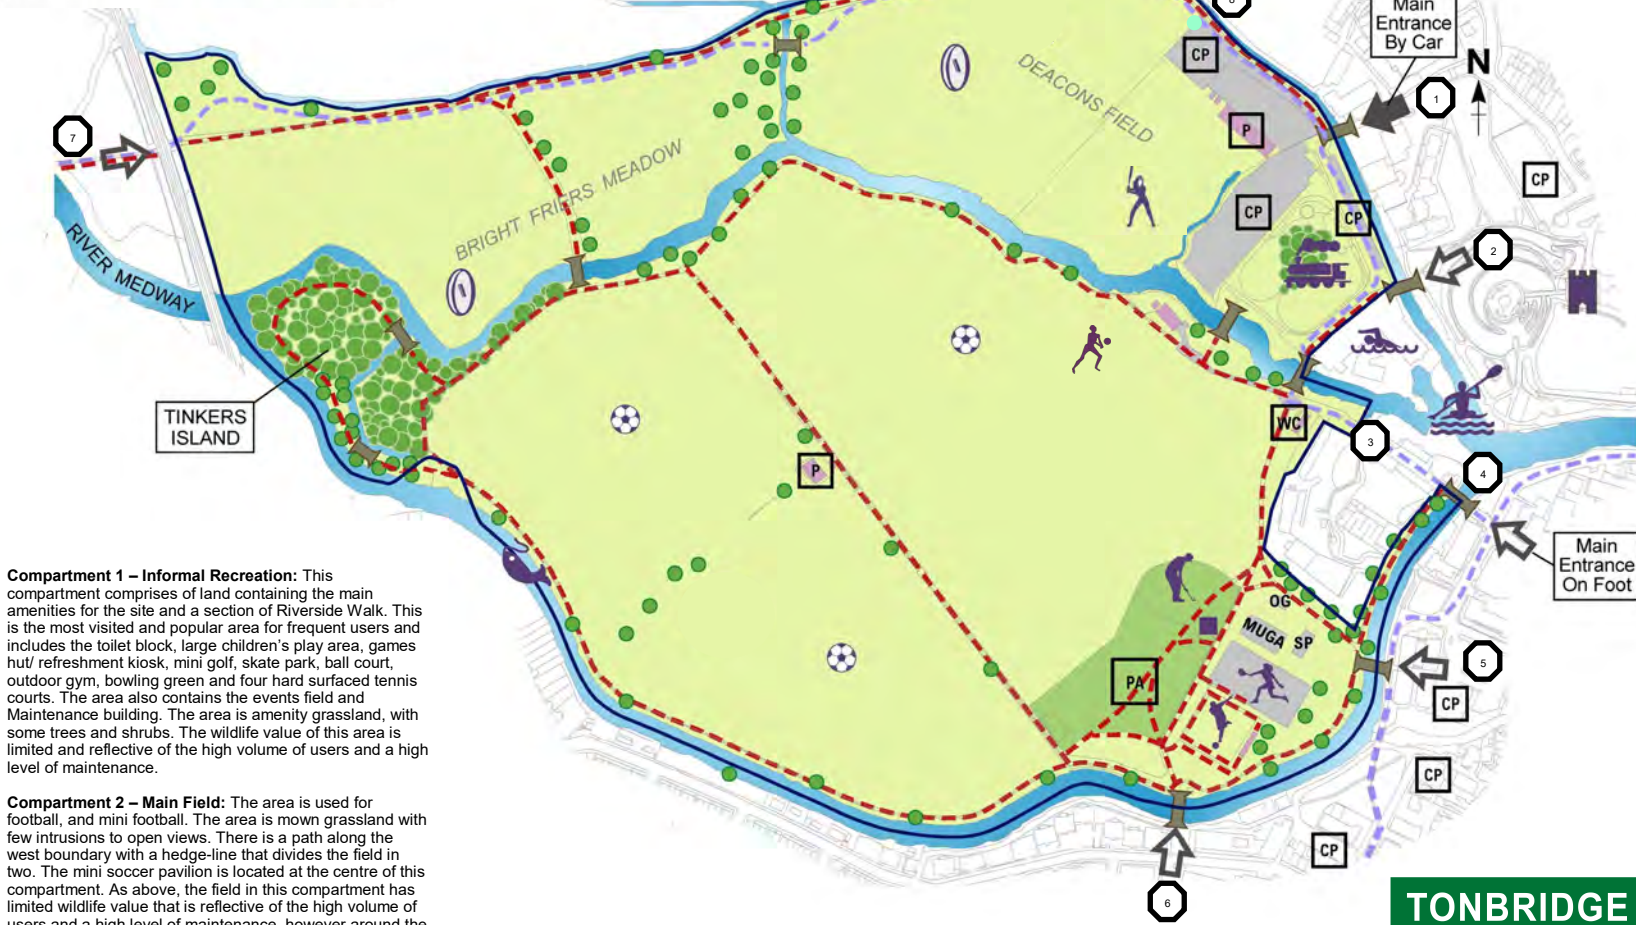 8
Main
Entrance
By Car
N
CP
1
DEACONS FIELD
P
7
CP
BRIGHT FRIERS MEADOW
CP
CP
2
RIVER MEDWAY
TINKERS
ISLAND
WC
3
P
4
Main
Entrance
On Foot
OG
MUGA SP
5
PA
CP
CP
CP
6
Compartment 1 – Informal Recreation: This
compartment comprises of land containing the main
amenities for the site and a section of Riverside Walk. This
is the most visited and popular area for frequent users and
includes the toilet block, large children's play area, games
hut/ refreshment kiosk, mini golf, skate park, ball court,
outdoor gym, bowling green and four hard surfaced tennis
courts. The area also contains the events field and
Maintenance building. The area is amenity grassland, with
some trees and shrubs. The wildlife value of this area is
limited and reflective of the high volume of users and a high
level of maintenance.
Compartment 2 – Main Field: The area is used for
football, and mini football. The area is mown grassland with
few intrusions to open views. There is a path along the
west boundary with a hedge-line that divides the field in
two. The mini soccer pavilion is located at the centre of this
compartment. As above, the field in this compartment has
limited wildlife value that is reflective of the high volume of
users and a high level of maintenance, however around the
TONBRIDGE